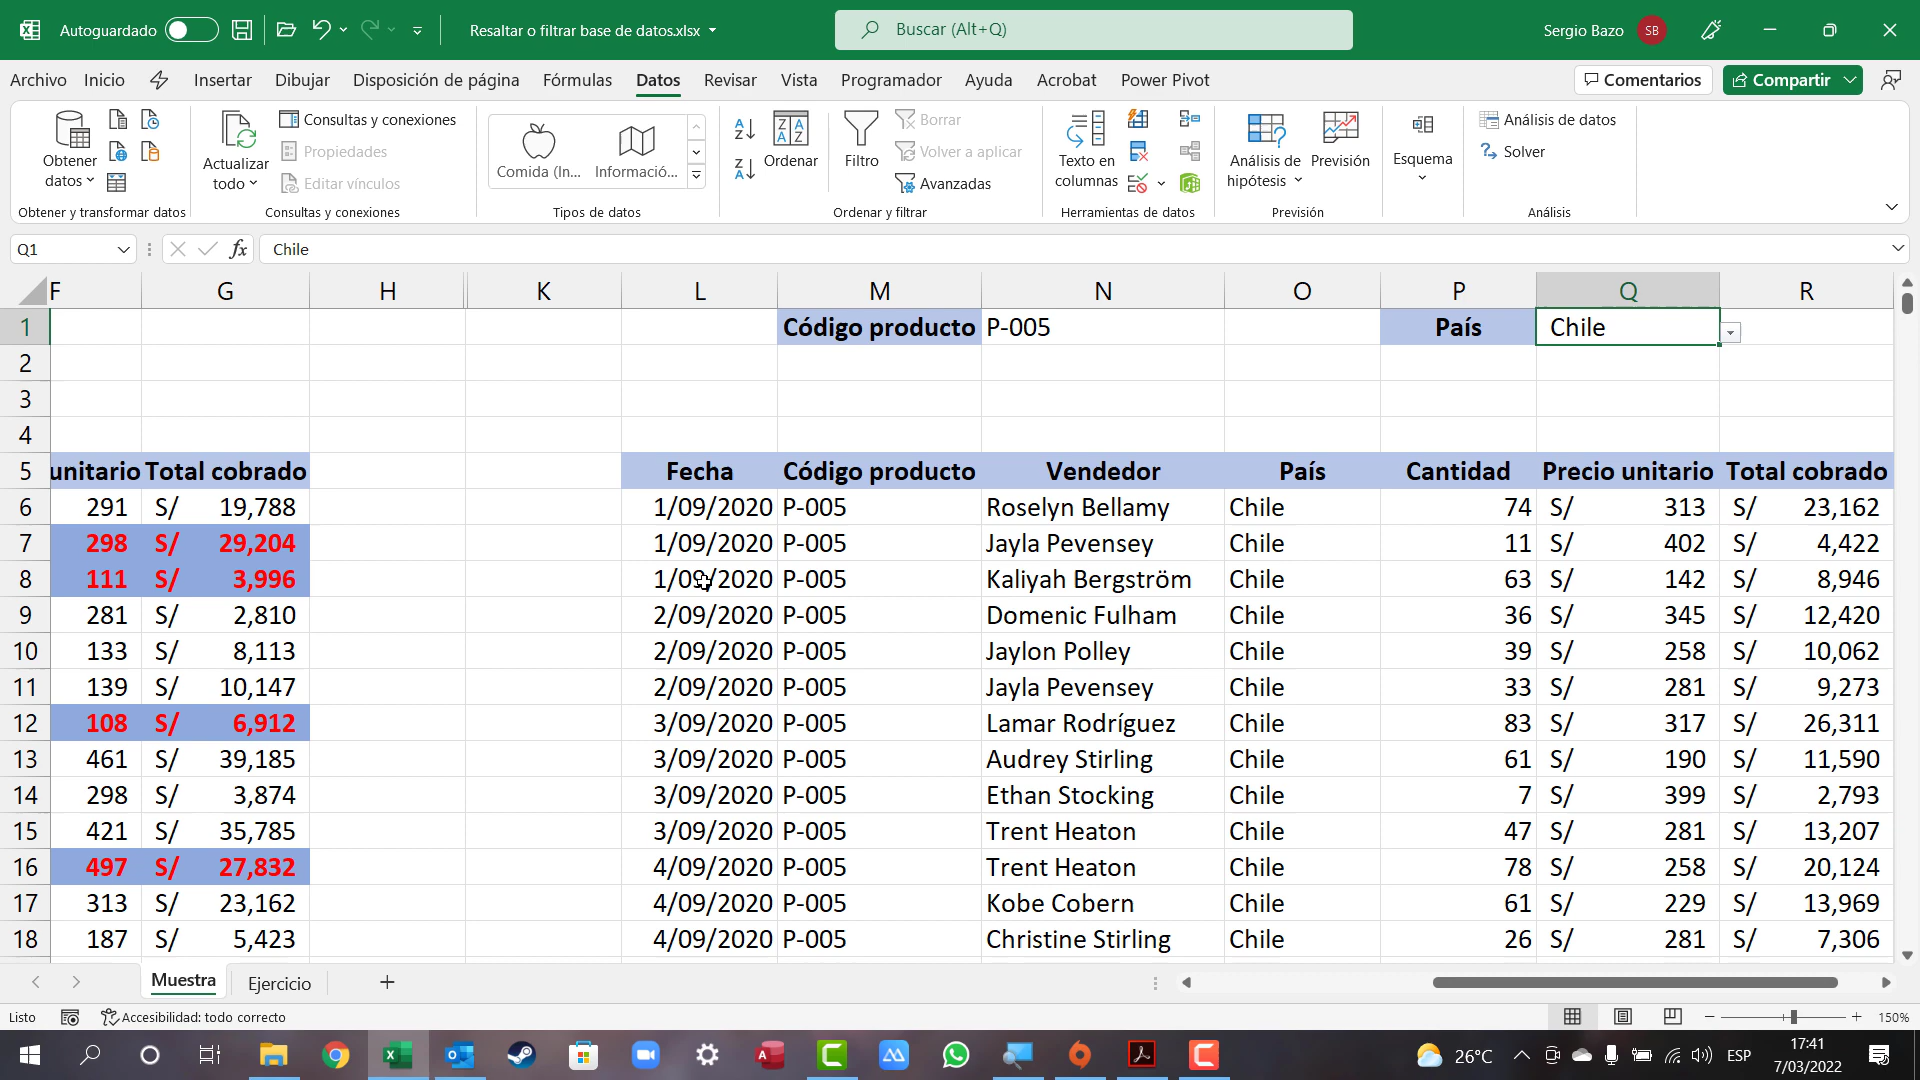 Autoguardado Resaltar o filtrar base de datos.xlsx Buscar (Alt+Q) Sergio Bazo SB
Archivo Inicio Insertar Dibujar Disposición de página Fórmulas Datos Revisar Vista Programador Ayuda Acrobat Power Pivot Comentarios Compartir
Obtener datos
Actualizar todo
Consultas y conexiones
Propiedades
Editar vínculos
Comida (In... Informació...
Ordenar
Filtro
Borrar
Volver a aplicar
Avanzadas
Texto en columnas
Análisis de hipótesis
Previsión
Esquema
Análisis de datos
Solver
Obtener y transformar datos Consultas y conexiones Tipos de datos Ordenar y filtrar Herramientas de datos Previsión Análisis
Q1 fx Chile
F G H K L M N O P Q R
1 Código producto P-005 País Chile
2
3
4
5 unitario Total cobrado Fecha Código producto Vendedor País Cantidad Precio unitario Total cobrado
6 291 S/ 19,788 1/09/2020 P-005 Roselyn Bellamy Chile 74 S/ 313 S/ 23,162
7 298 S/ 29,204 1/09/2020 P-005 Jayla Pevensey Chile 11 S/ 402 S/ 4,422
8 111 S/ 3,996 1/09/2020 P-005 Kaliyah Bergström Chile 63 S/ 142 S/ 8,946
9 281 S/ 2,810 2/09/2020 P-005 Domenic Fulham Chile 36 S/ 345 S/ 12,420
10 133 S/ 8,113 2/09/2020 P-005 Jaylon Polley Chile 39 S/ 258 S/ 10,062
11 139 S/ 10,147 2/09/2020 P-005 Jayla Pevensey Chile 33 S/ 281 S/ 9,273
12 108 S/ 6,912 3/09/2020 P-005 Lamar Rodríguez Chile 83 S/ 317 S/ 26,311
13 461 S/ 39,185 3/09/2020 P-005 Audrey Stirling Chile 61 S/ 190 S/ 11,590
14 298 S/ 3,874 3/09/2020 P-005 Ethan Stocking Chile 7 S/ 399 S/ 2,793
15 421 S/ 35,785 3/09/2020 P-005 Trent Heaton Chile 47 S/ 281 S/ 13,207
16 497 S/ 27,832 4/09/2020 P-005 Trent Heaton Chile 78 S/ 258 S/ 20,124
17 313 S/ 23,162 4/09/2020 P-005 Kobe Cobern Chile 61 S/ 229 S/ 13,969
18 187 S/ 5,423 4/09/2020 P-005 Christine Stirling Chile 26 S/ 281 S/ 7,306
Muestra Ejercicio
Listo Accesibilidad: todo correcto 150%
26°C ESP 17:41
7/03/2022